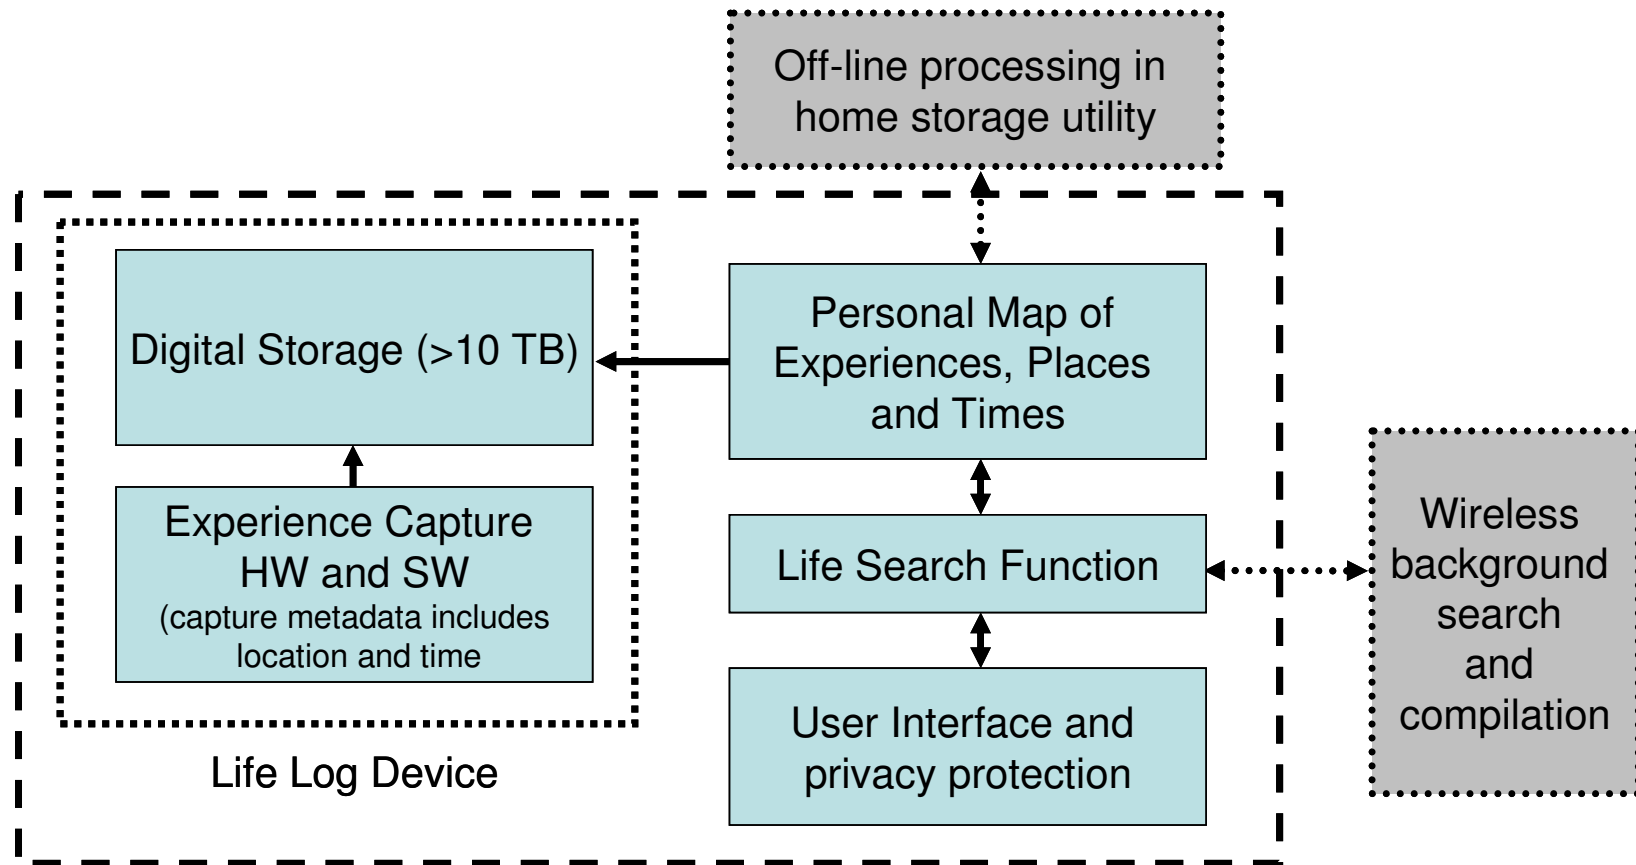 Off-line processing in
home storage utility
Digital Storage (>10 TB)
Personal Map of
Experiences, Places
and Times
Experience Capture
HW and SW
(capture metadata includes
location and time
Life Search Function
Wireless
background
search
and
compilation
User Interface and
privacy protection
Life Log Device